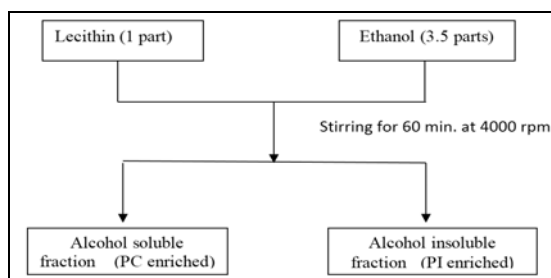 Lecithin (1 part)
Ethanol (3.5 parts)
Stirring for 60 min. at 4000 rpm
Alcohol soluble
fraction (PC enriched)
Alcohol insoluble
fraction (PI enriched)